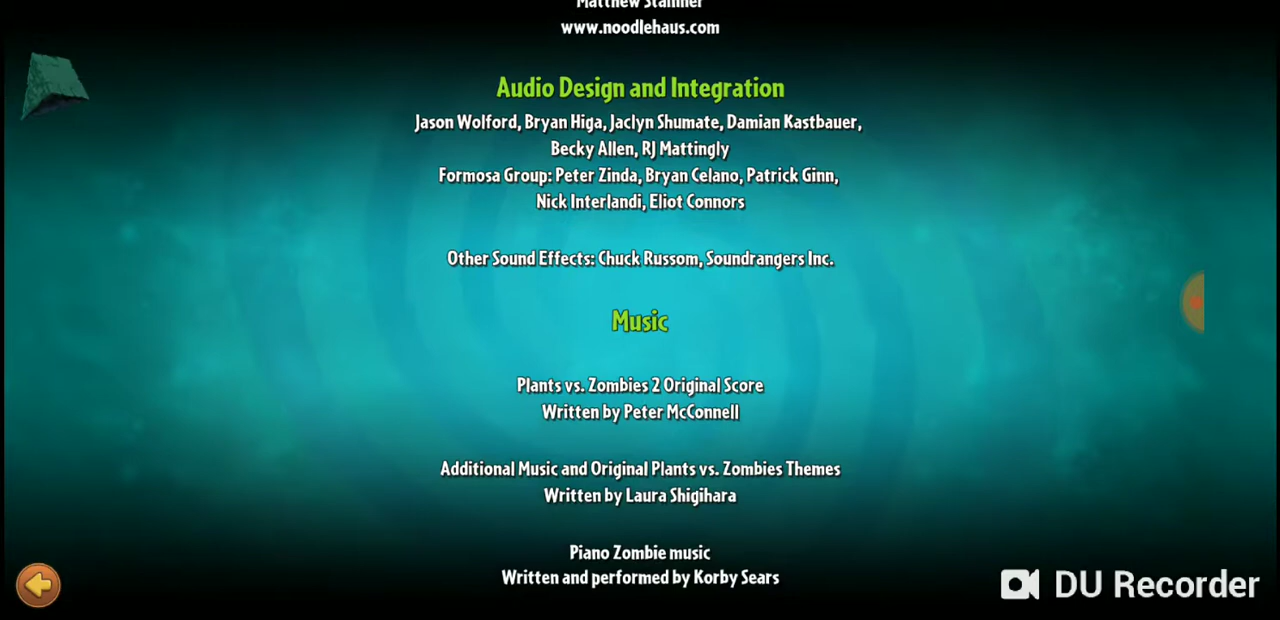 Matthew Stahner
www.noodlehaus.com
Audio Design and Integration
Jason Wolford, Bryan Higa, Jaclyn Shumate, Damian Kastbauer,
Becky Allen, RJ Mattingly
Formosa Group: Peter Zinda, Bryan Celano, Patrick Ginn,
Nick Interlandi, Eliot Connors
Other Sound Effects: Chuck Russom, Soundrangers Inc.
Music
Plants vs. Zombies 2 Original Score
Written by Peter McConnell
Additional Music and Original Plants vs. Zombies Themes
Written by Laura Shigihara
Piano Zombie music
Written and performed by Korby Sears
DU Recorder